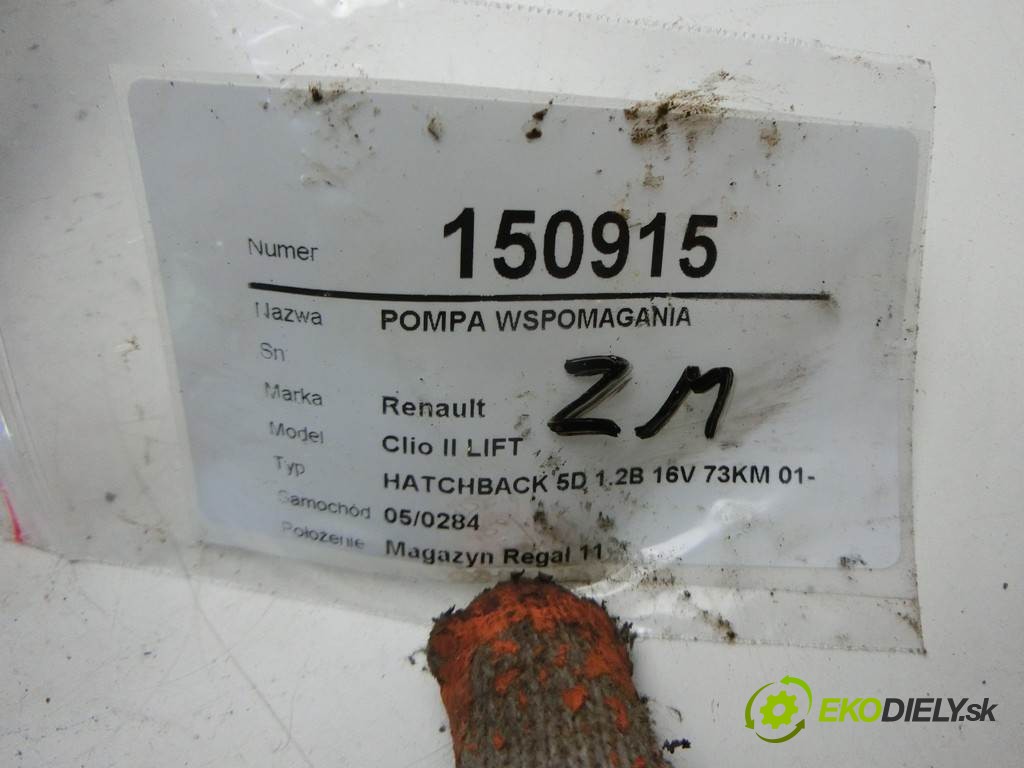 Numer 150915
Nazwa POMPA WSPOMAGANIA
Sn
Marka Renault
Model Clio II LIFT
ZM
Typ HATCHBACK 5D 1.2B 16V 73KM 01-
Samochód 05/0284
Położenie Magazyn Regał 11
EKODIELY.sk